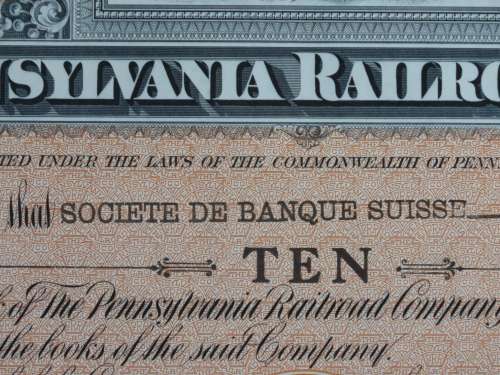 NSYLVANIA RAILRO
TED UNDER THE LAWS OF THE COMMONWEALTH OF PENN
that SOCIETE DE BANQUE SUISSE
TEN
of The Pennsylvania Railroad Company
the books of the said Company.